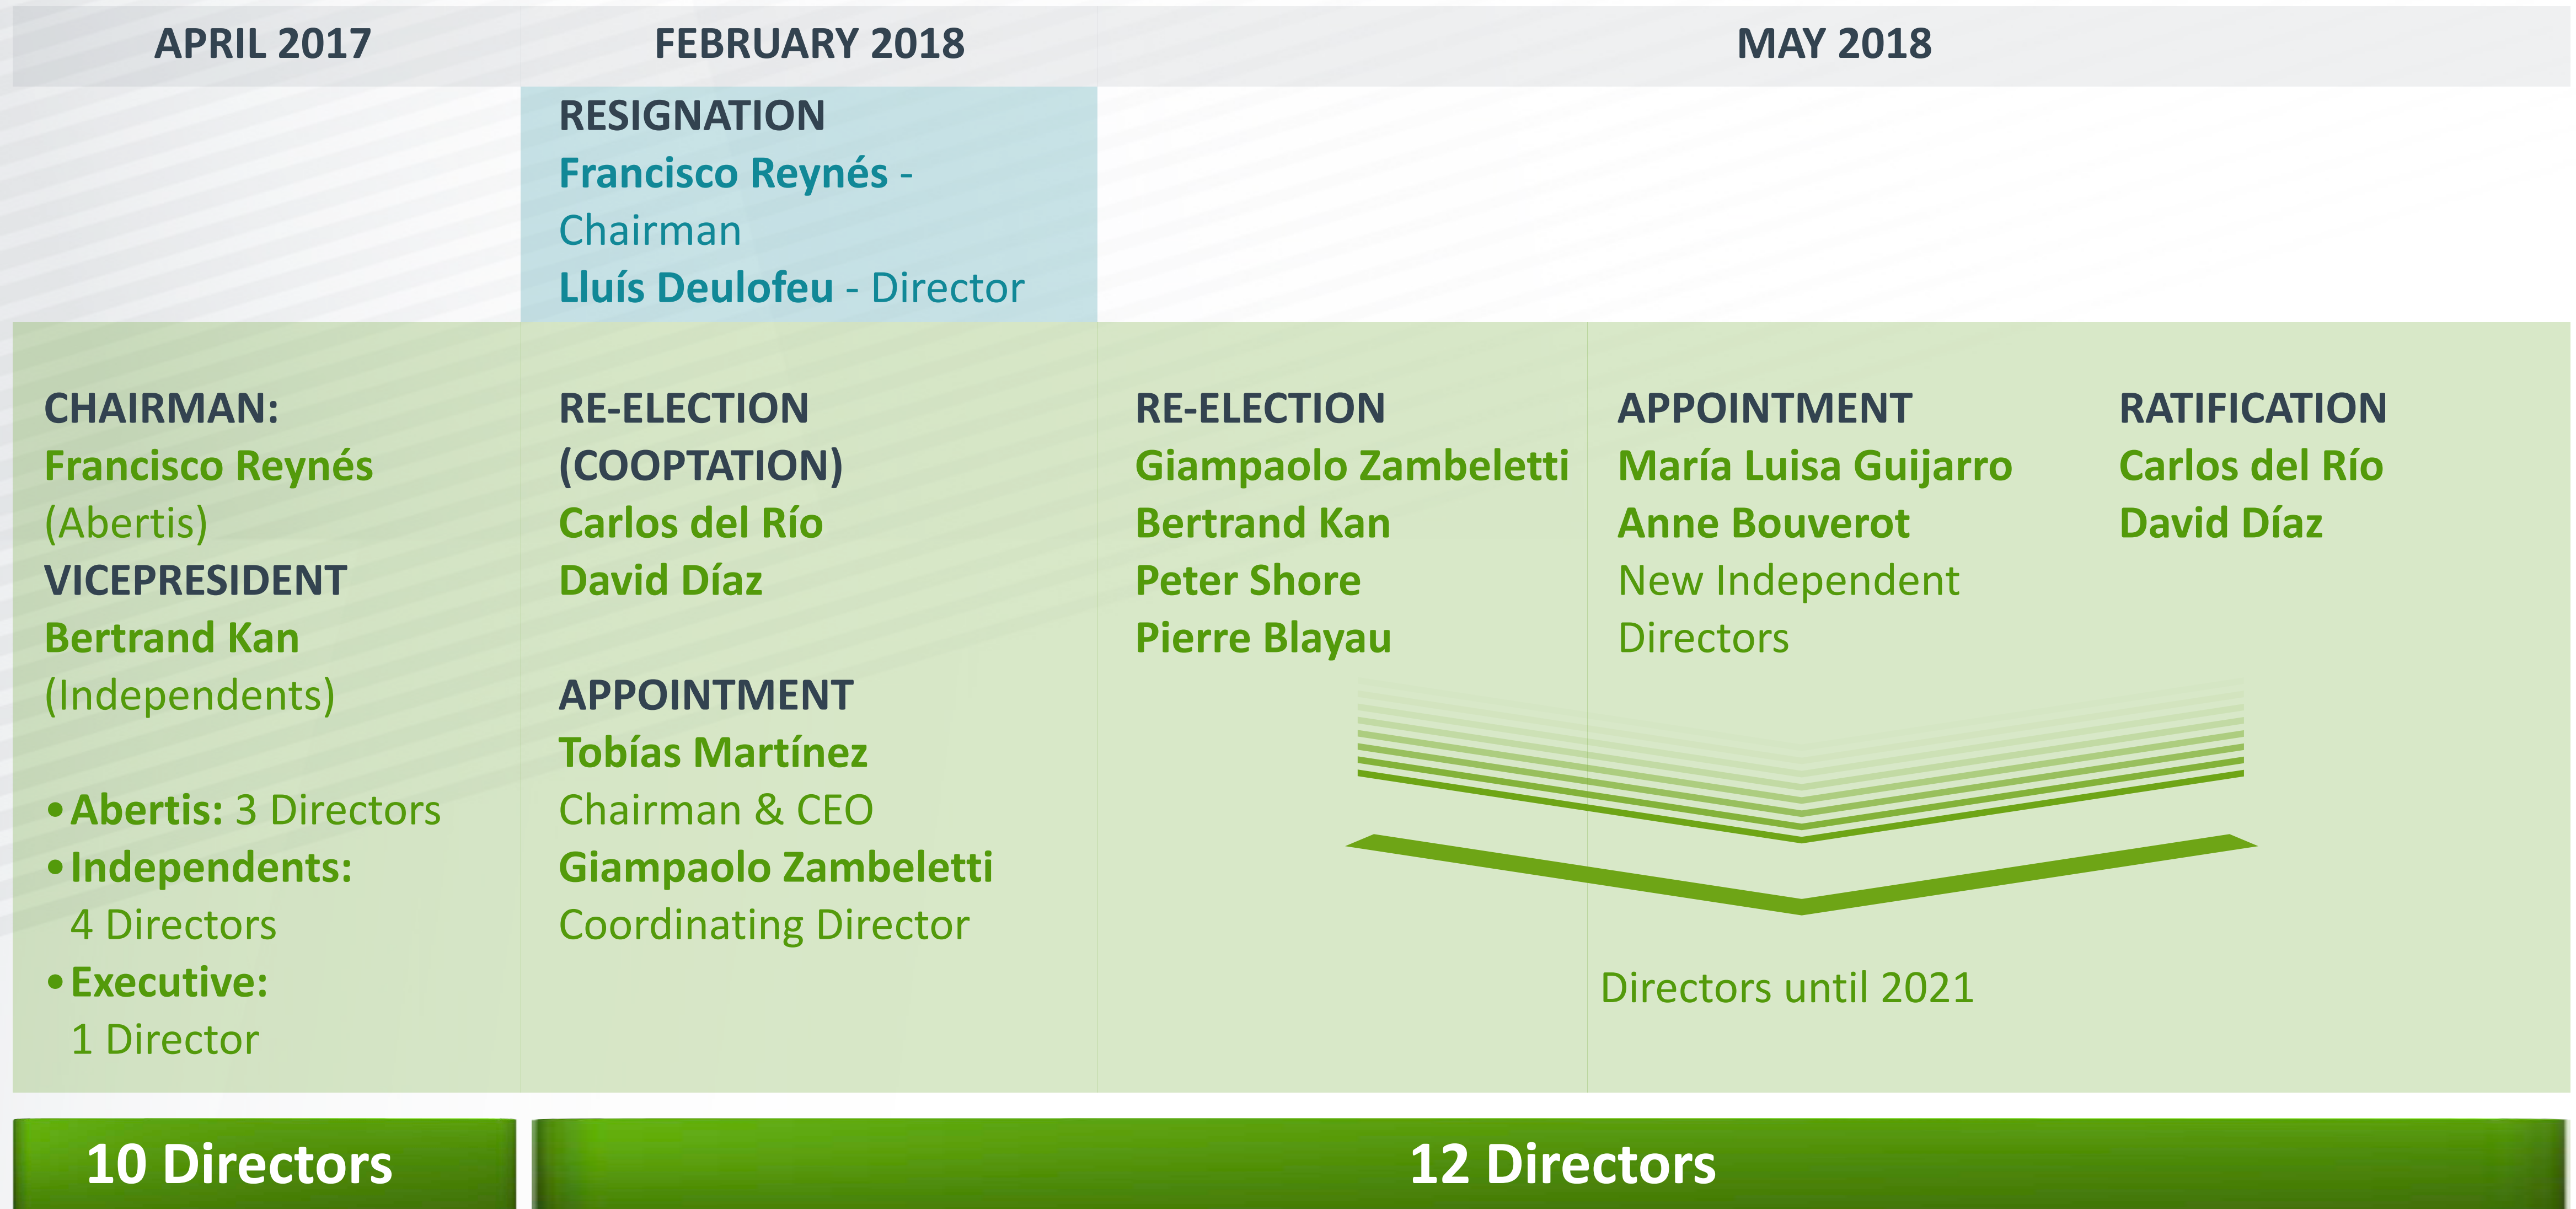 APRIL 2017
FEBRUARY 2018
MAY 2018
RESIGNATION
Francisco Reynés -
Chairman
Lluís Deulofeu - Director
CHAIRMAN:
Francisco Reynés
(Abertis)
VICEPRESIDENT
Bertrand Kan
(Independents)
•Abertis: 3 Directors
•Independents:
4 Directors
•Executive:
1 Director
RE-ELECTION
(COOPTATION)
Carlos del Río
David Díaz
APPOINTMENT
Tobías Martínez
Chairman & CEO
Giampaolo Zambeletti
Coordinating Director
RE-ELECTION
Giampaolo Zambeletti
Bertrand Kan
Peter Shore
Pierre Blayau
APPOINTMENT
María Luisa Guijarro
Anne Bouverot
New Independent
Directors
RATIFICATION
Carlos del Río
David Díaz
Directors until 2021
10 Directors
12 Directors